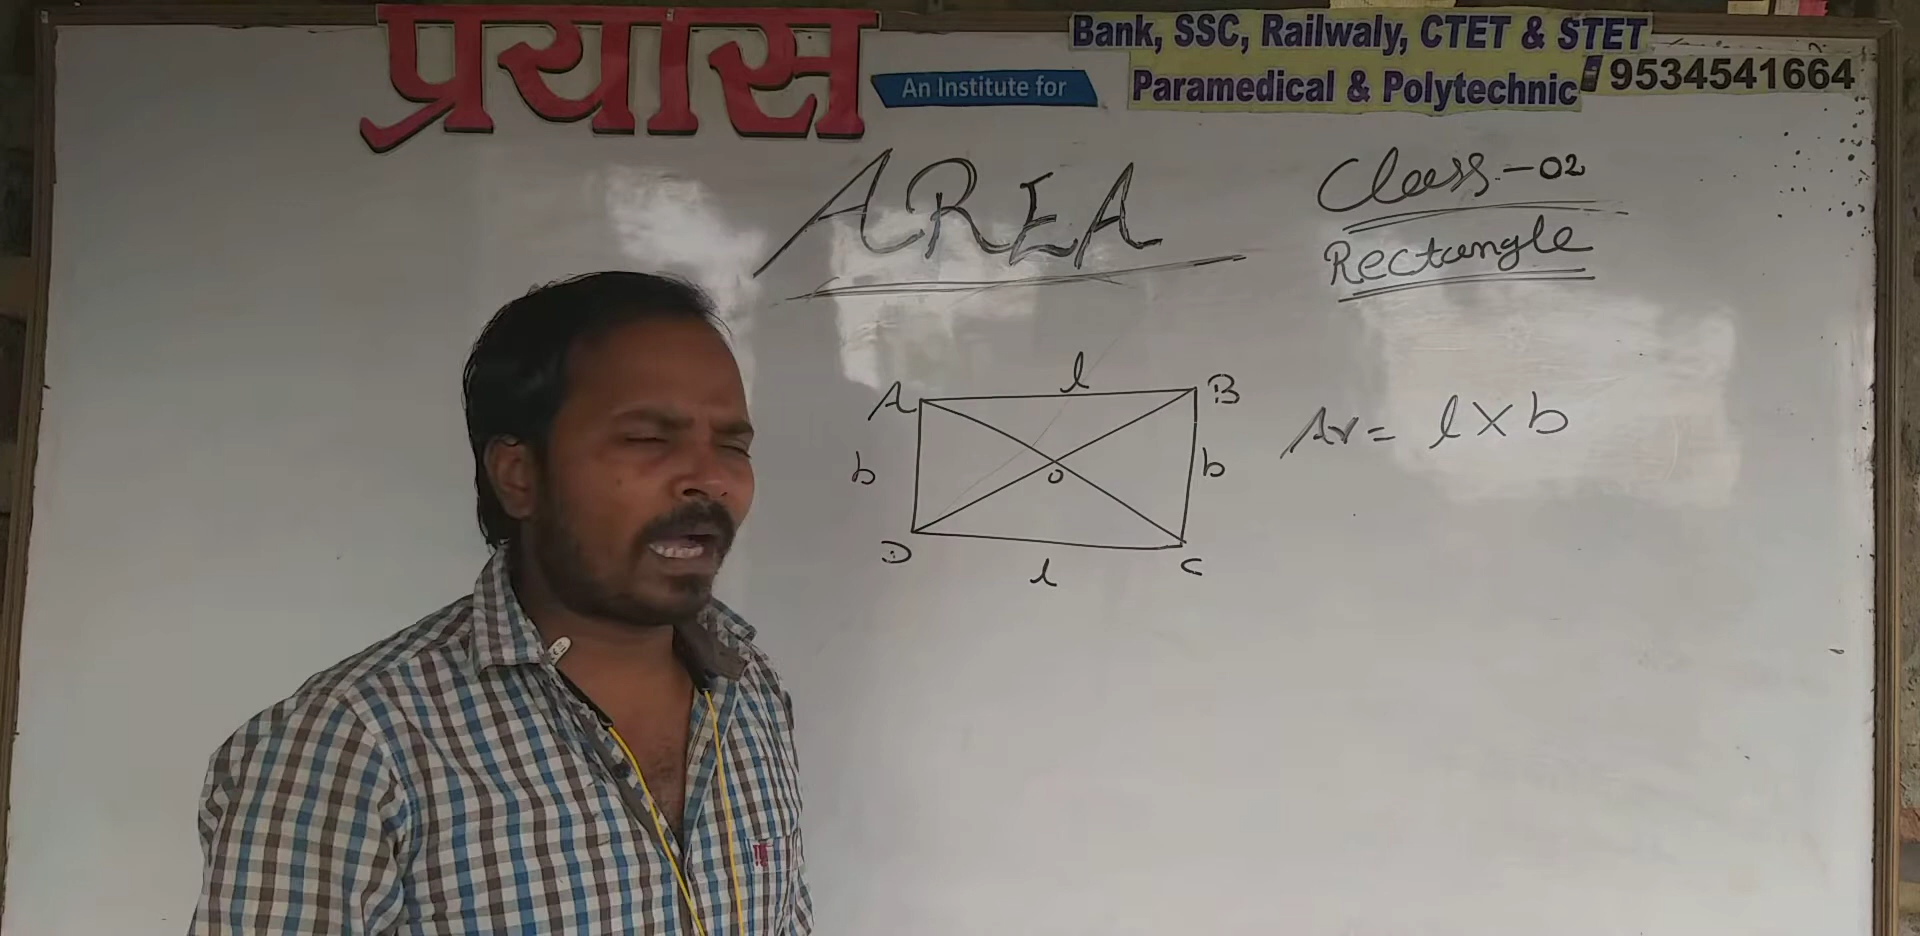 प्रयास
An Institute for
Bank, SSC, Railwaly, CTET & STET
Paramedical & Polytechnic 9534541664
AREA
Class-02
Rectangle
l
A B
b o b
D C
l
Ar = l × b